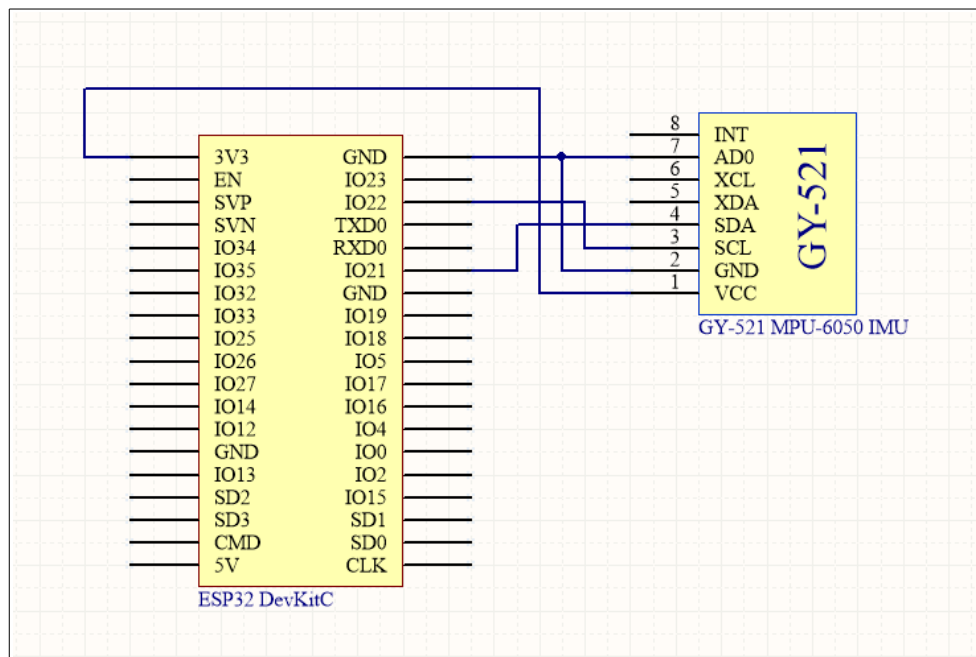 3V3 GND
EN IO23
SVP IO22
SVN TXD0
IO34 RXD0
IO35 IO21
IO32 GND
IO33 IO19
IO25 IO18
IO26 IO5
IO27 IO17
IO14 IO16
IO12 IO4
GND IO0
IO13 IO2
SD2 IO15
SD3 SD1
CMD SD0
5V CLK
ESP32 DevKitC
8 INT
7 AD0
6 XCL
5 XDA
4 SDA
3 SCL
2 GND
1 VCC
GY-521
GY-521 MPU-6050 IMU